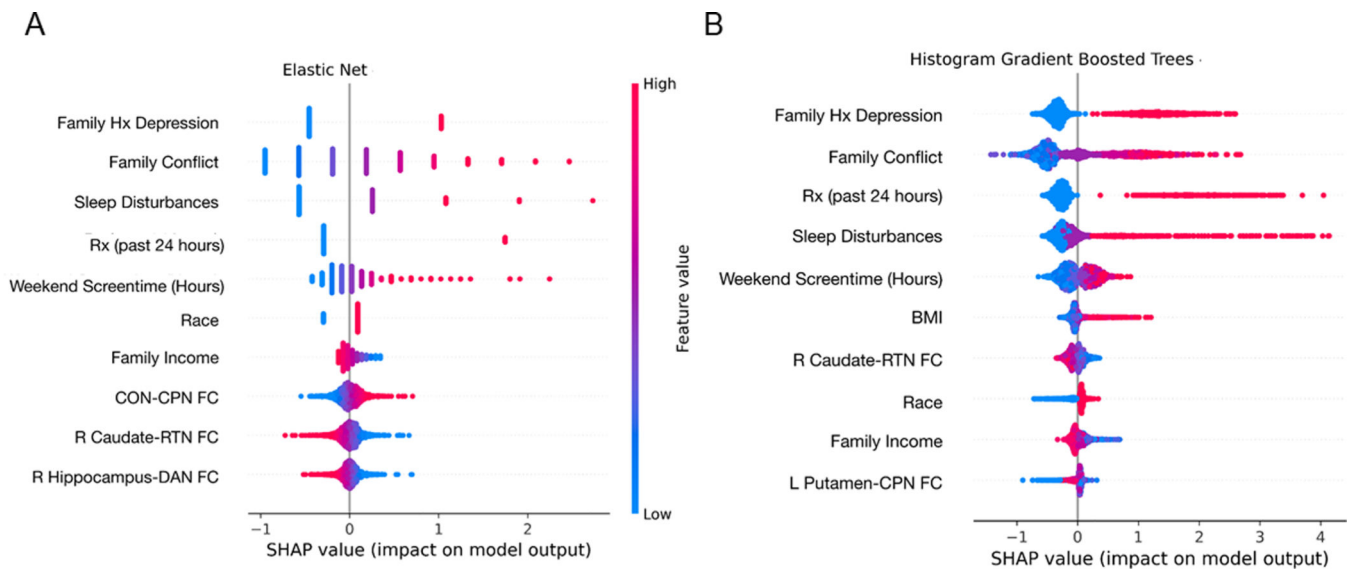 A
B
Elastic Net
Family Hx Depression
Family Conflict
Sleep Disturbances
Rx (past 24 hours)
Weekend Screentime (Hours)
Race
Family Income
CON-CPN FC
R Caudate-RTN FC
R Hippocampus-DAN FC
−1 0 1 2
SHAP value (impact on model output)
High
Feature value
Low
Histogram Gradient Boosted Trees
Family Hx Depression
Family Conflict
Rx (past 24 hours)
Sleep Disturbances
Weekend Screentime (Hours)
BMI
R Caudate-RTN FC
Race
Family Income
L Putamen-CPN FC
−1 0 1 2 3 4
SHAP value (impact on model output)